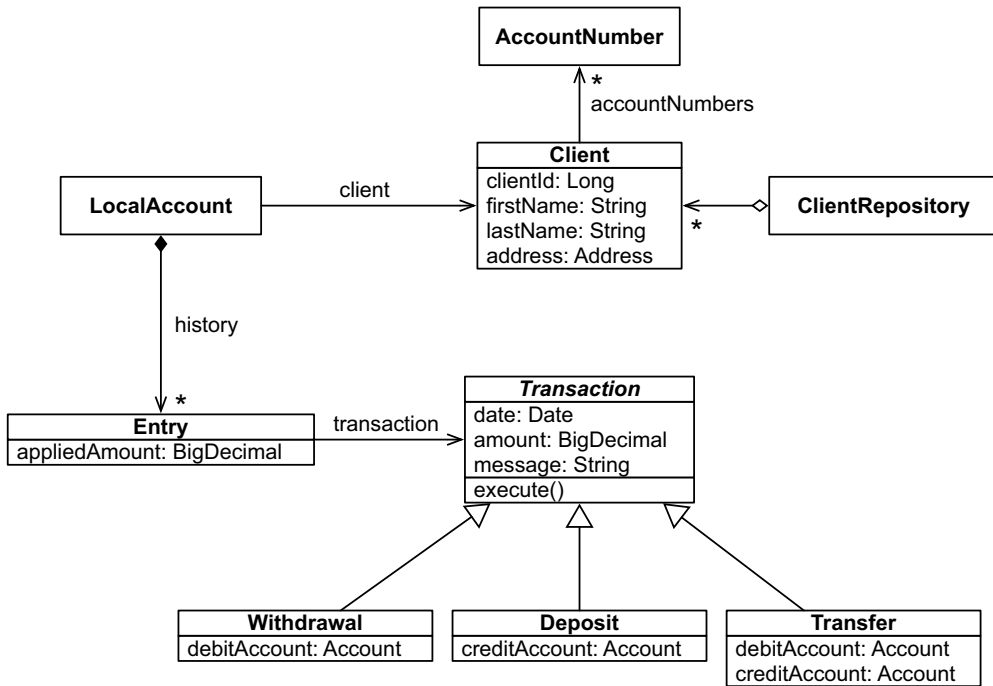 AccountNumber
*
accountNumbers
Client
clientId: Long
firstName: String
lastName: String
address: Address
LocalAccount
client
ClientRepository
*
history
*
Entry
appliedAmount: BigDecimal
transaction
Transaction
date: Date
amount: BigDecimal
message: String
execute()
Withdrawal
debitAccount: Account
Deposit
creditAccount: Account
Transfer
debitAccount: Account
creditAccount: Account